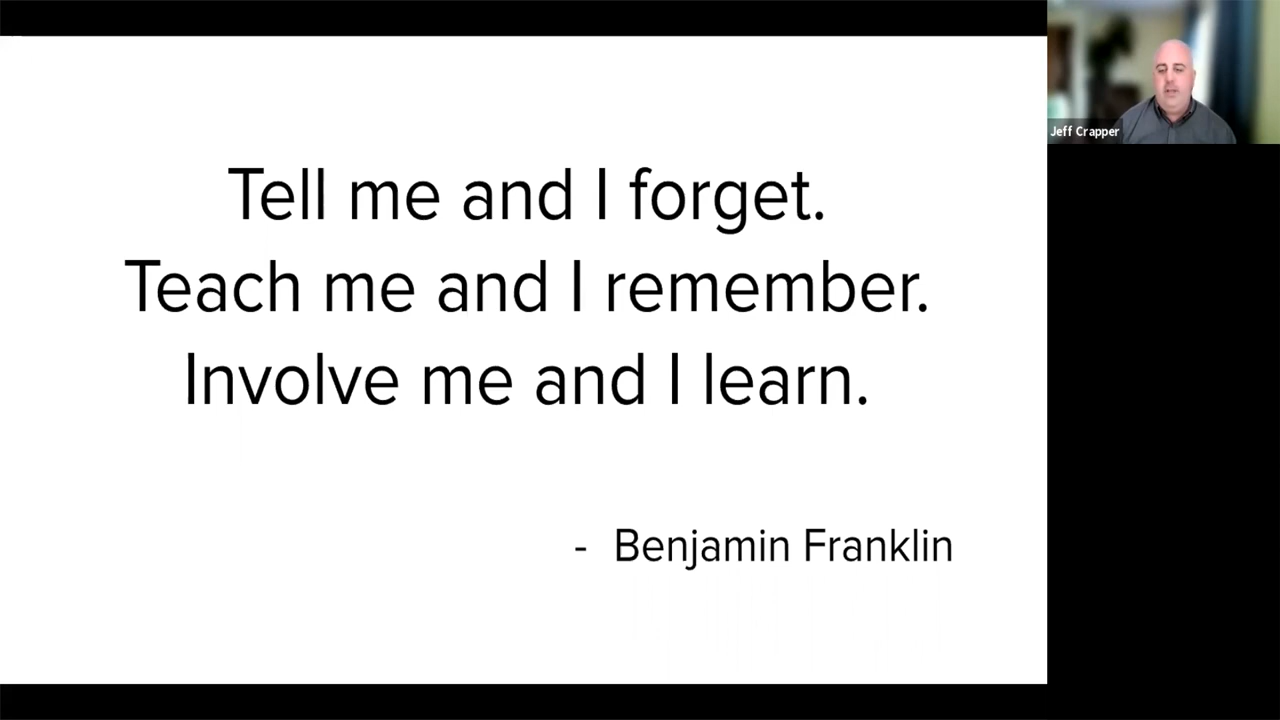 Tell me and I forget.
Teach me and I remember.
Involve me and I learn.
- Benjamin Franklin
Jeff Crapper